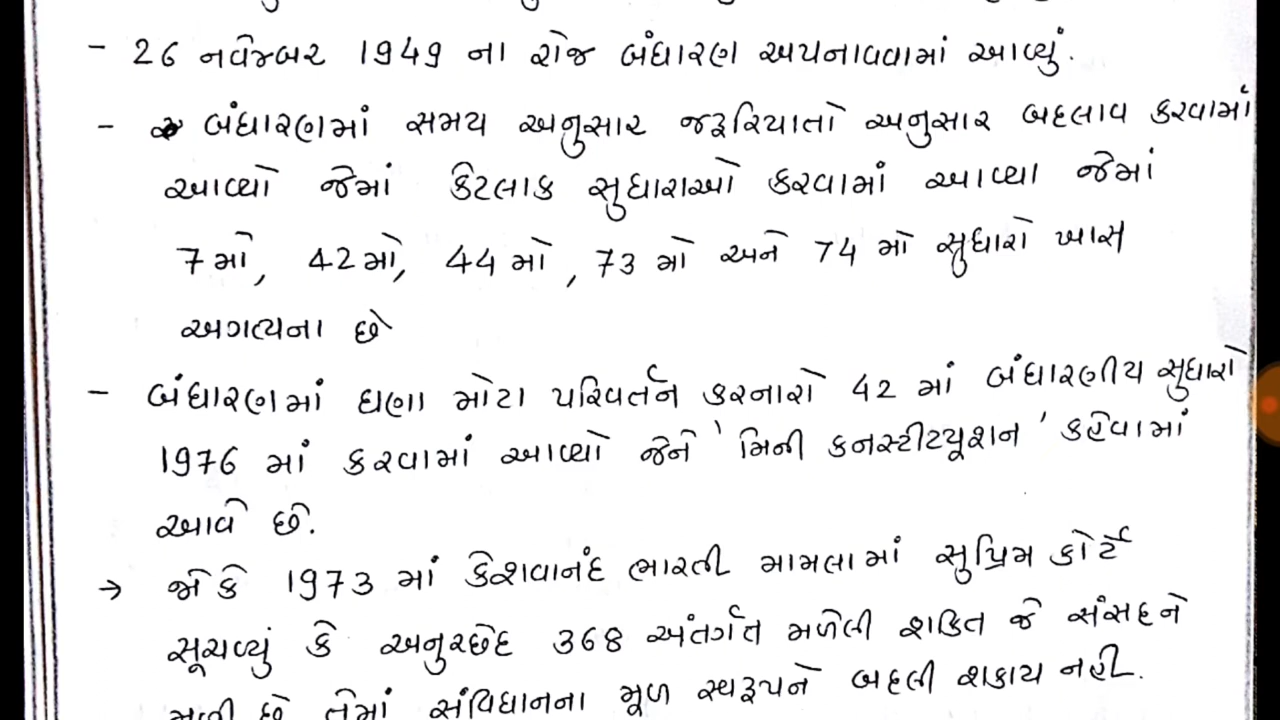 - 26 નવેમ્બર 1949 ના રોજ બંધારણ અપનાવવામાં આવ્યું.
- બંધારણમાં સમય અનુસાર જરૂરિયાતો અનુસાર બદલાવ કરવામાં
આવ્યો જેમાં કેટલાક સુધારાઓ કરવામાં આવ્યા જેમાં
7મો, 42મો, 44મો, 73 મો અને 74 મો સુધારો ખાસ
અગત્યના છે
- બંધારણમાં ઘણા મોટા પરિવર્તન કરનારો 42 માં બંધારણીય સુધારો
1976 માં કરવામાં આવ્યો જેને 'મિની કનસ્ટીટ્યૂશન' કહેવામાં
આવે છે.
→ જો કે 1973 માં કેશવાનંદ ભારતી મામલામાં સુપ્રિમ કોર્ટે
સૂચવ્યું કે અનુચ્છેદ 368 અંતર્ગત મળેલી શક્તિ જે સંસદને
મળી છે તેમાં સંવિધાનના મૂળ સ્વરૂપને બદલી શકાય નહી.